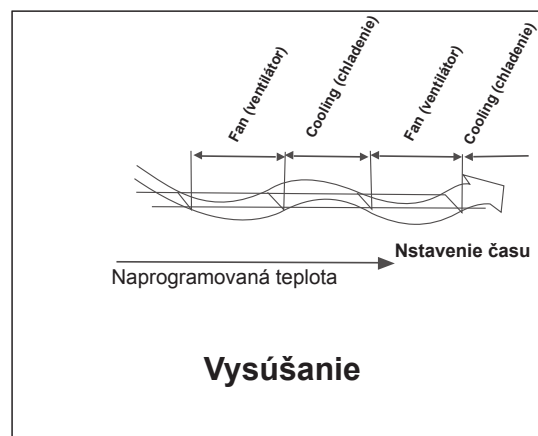 Fan (ventilátor)
Cooling (chladenie)
Fan (ventilátor)
Cooling (chladenie)
Nstavenie času
Naprogramovaná teplota
Vysúšanie